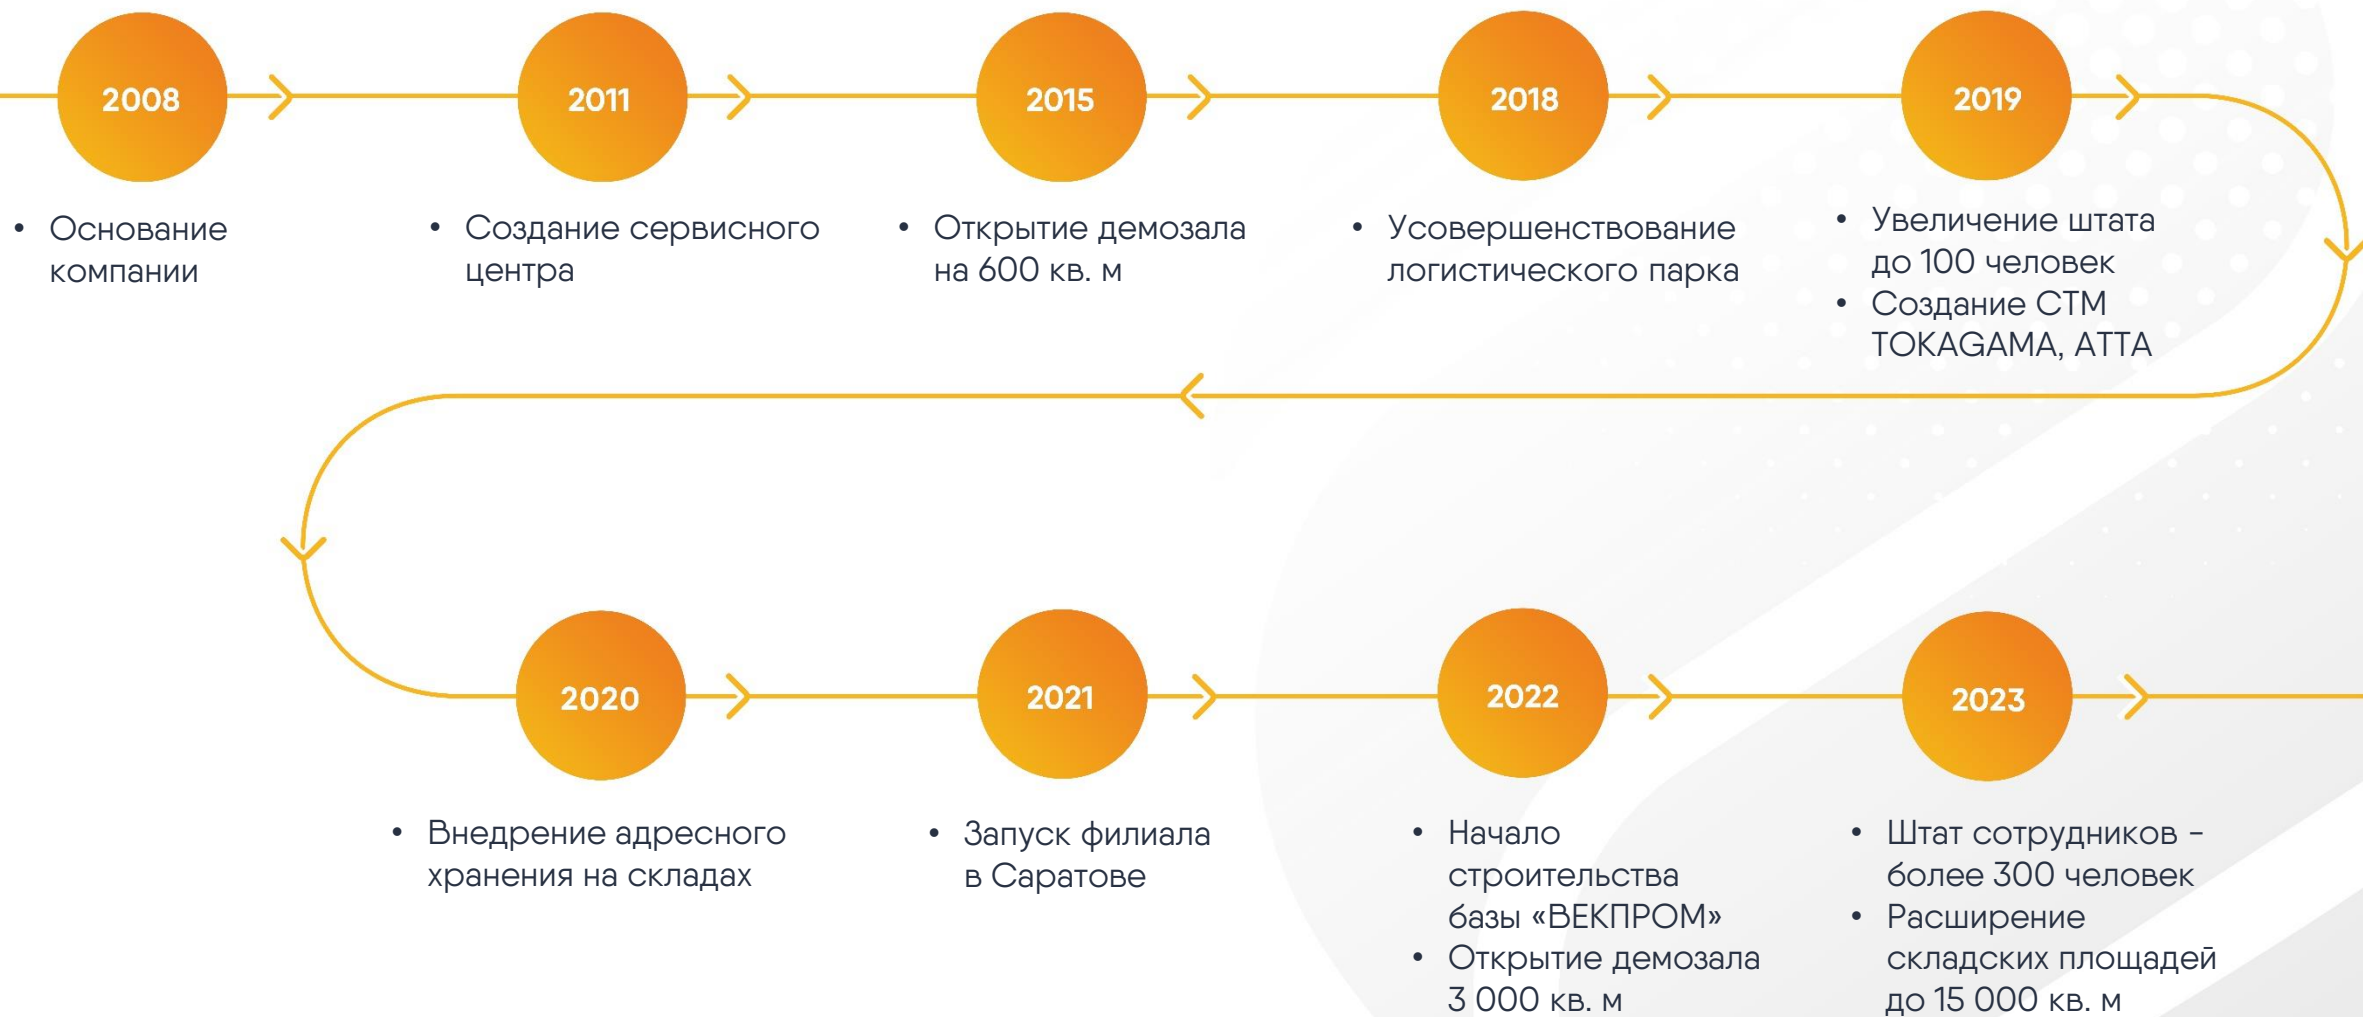 2008
2011
2015
2018
2019
• Основание
компании
• Создание сервисного
центра
• Открытие демозала
на 600 кв. м
• Усовершенствование
логистического парка
• Увеличение штата
до 100 человек
• Создание СТМ
TOKAGAMA, ATTA
2020
2021
2022
2023
• Внедрение адресного
хранения на складах
• Запуск филиала
в Саратове
• Начало
строительства
базы «ВЕКПРОМ»
• Открытие демозала
3 000 кв. м
• Штат сотрудников –
более 300 человек
• Расширение
складских площадей
до 15 000 кв. м